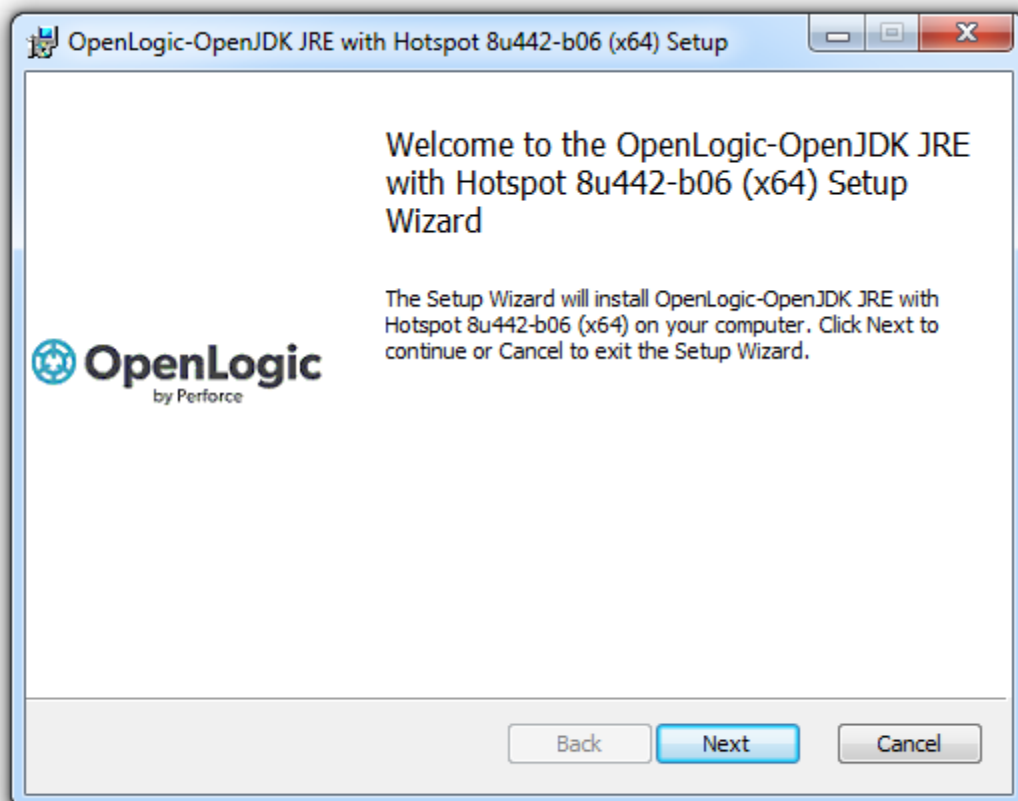 OpenLogic-OpenJDK JRE with Hotspot 8u442-b06 (x64) Setup
Welcome to the OpenLogic-OpenJDK JRE
with Hotspot 8u442-b06 (x64) Setup
Wizard
The Setup Wizard will install OpenLogic-OpenJDK JRE with
Hotspot 8u442-b06 (x64) on your computer. Click Next to
continue or Cancel to exit the Setup Wizard.
OpenLogic
by Perforce
Back
Next
Cancel